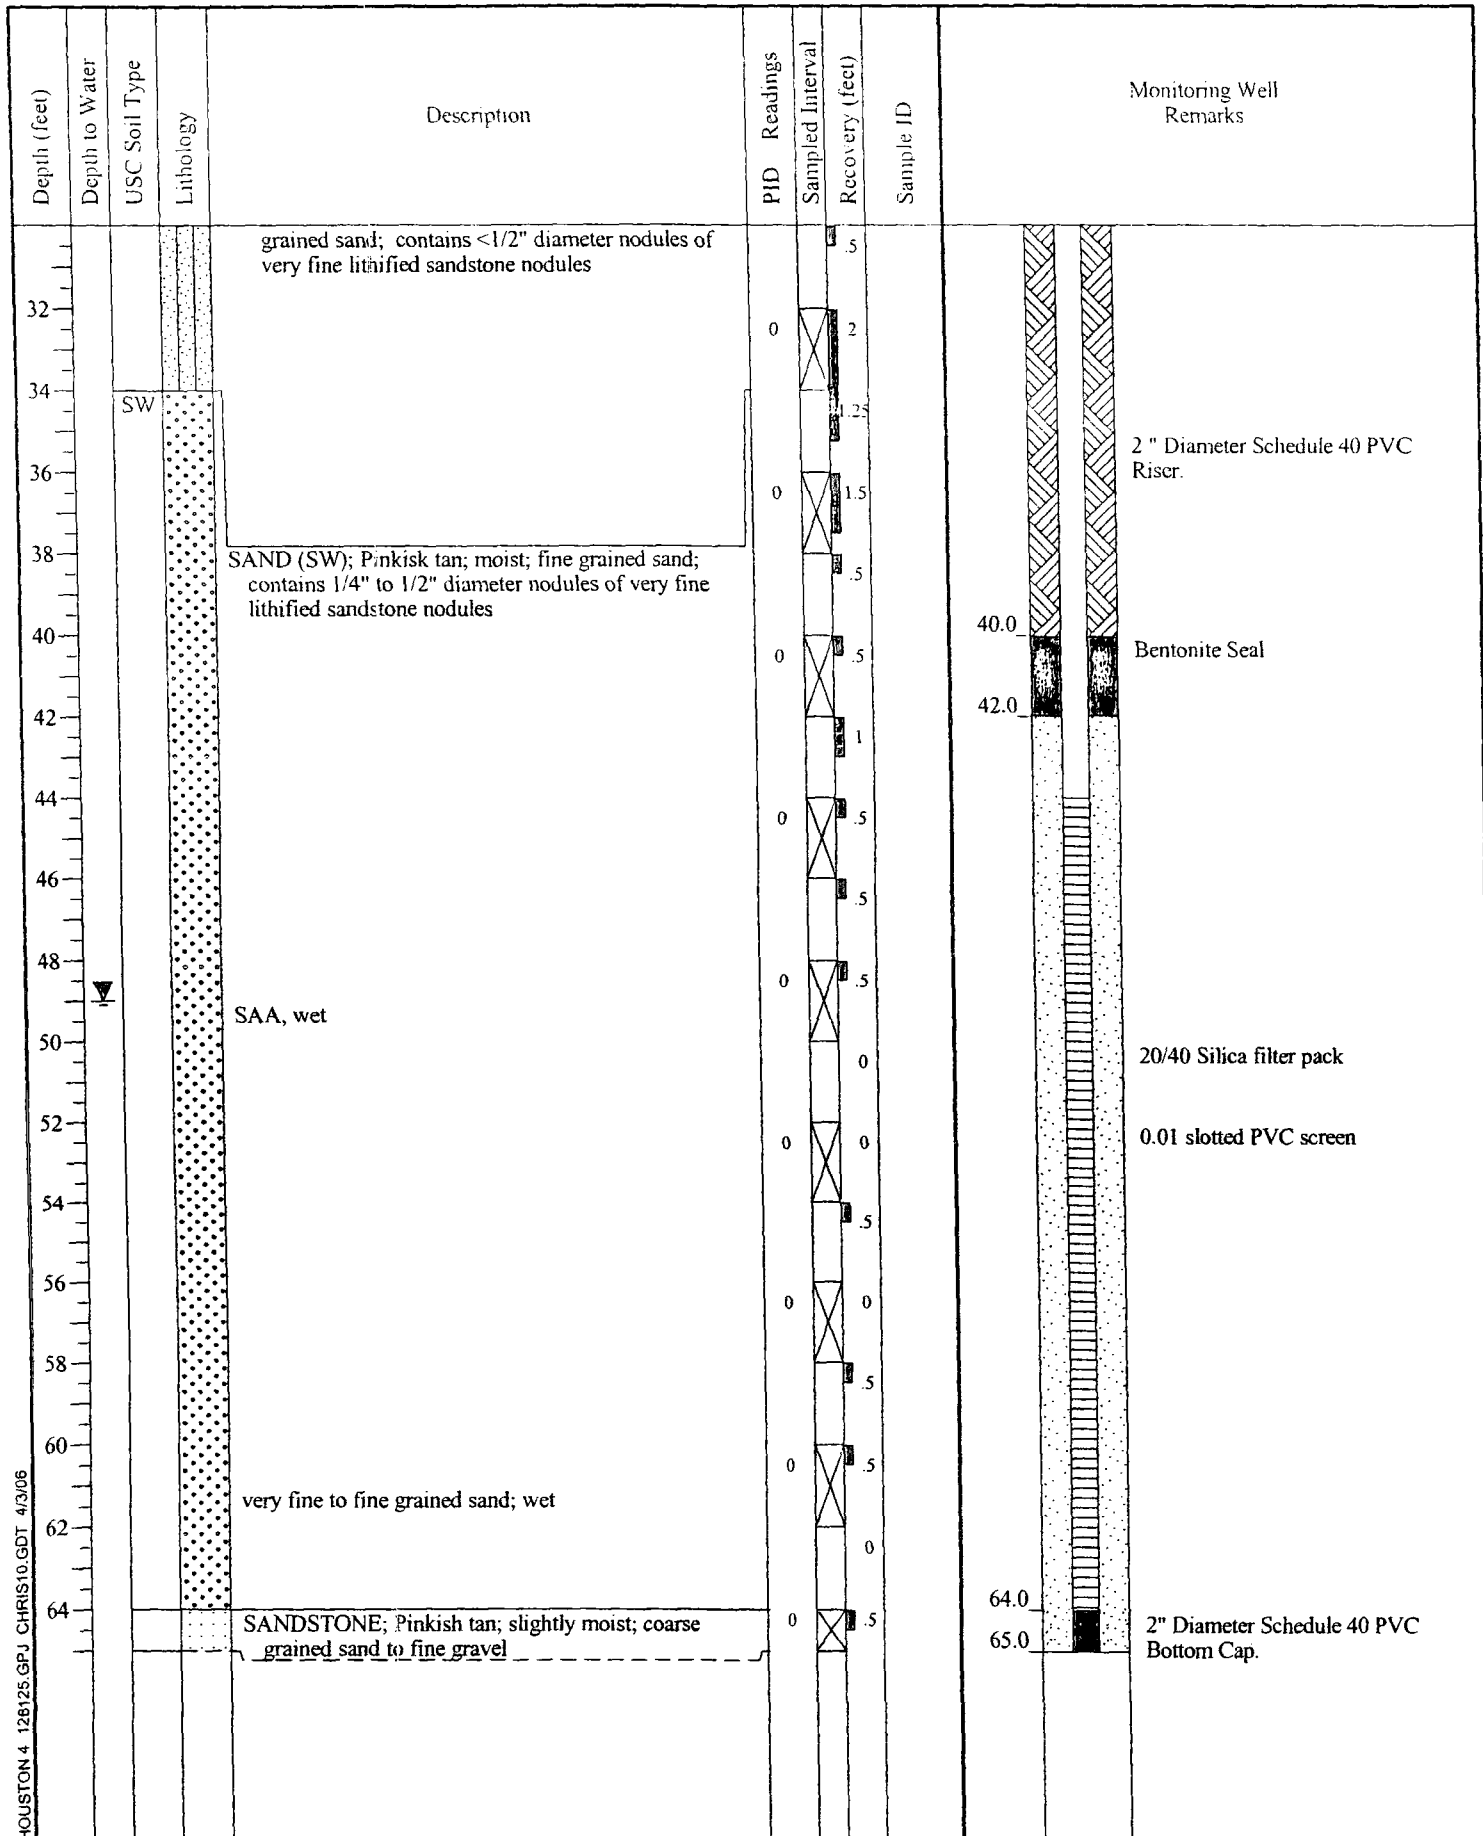 Depth (feet)
Depth to Water
USC Soil Type
Lithology
Description
PID Readings
Sampled Interval
Recovery (feet)
Sample ID
Monitoring Well
Remarks
grained sand; contains <1/2" diameter nodules of
very fine lithified sandstone nodules
.5
32
0
2
34
SW
1.25
2 " Diameter Schedule 40 PVC
Riser.
36
0
1.5
38
SAND (SW); Pinkisk tan; moist; fine grained sand;
contains 1/4" to 1/2" diameter nodules of very fine
lithified sandstone nodules
.5
40
0
.5
40.0
Bentonite Seal
42
42.0
1
44
0
.5
46
.5
48
0
.5
SAA, wet
50
0
20/40 Silica filter pack
52
0
0
0.01 slotted PVC screen
54
.5
56
0
0
58
.5
60
0
.5
very fine to fine grained sand; wet
62
0
64
64.0
SANDSTONE; Pinkish tan; slightly moist; coarse
grained sand to fine gravel
0
.5
65.0
2" Diameter Schedule 40 PVC
Bottom Cap.
HOUSTON 4 126125.GPJ CHRIS10.GDT 4/3/06